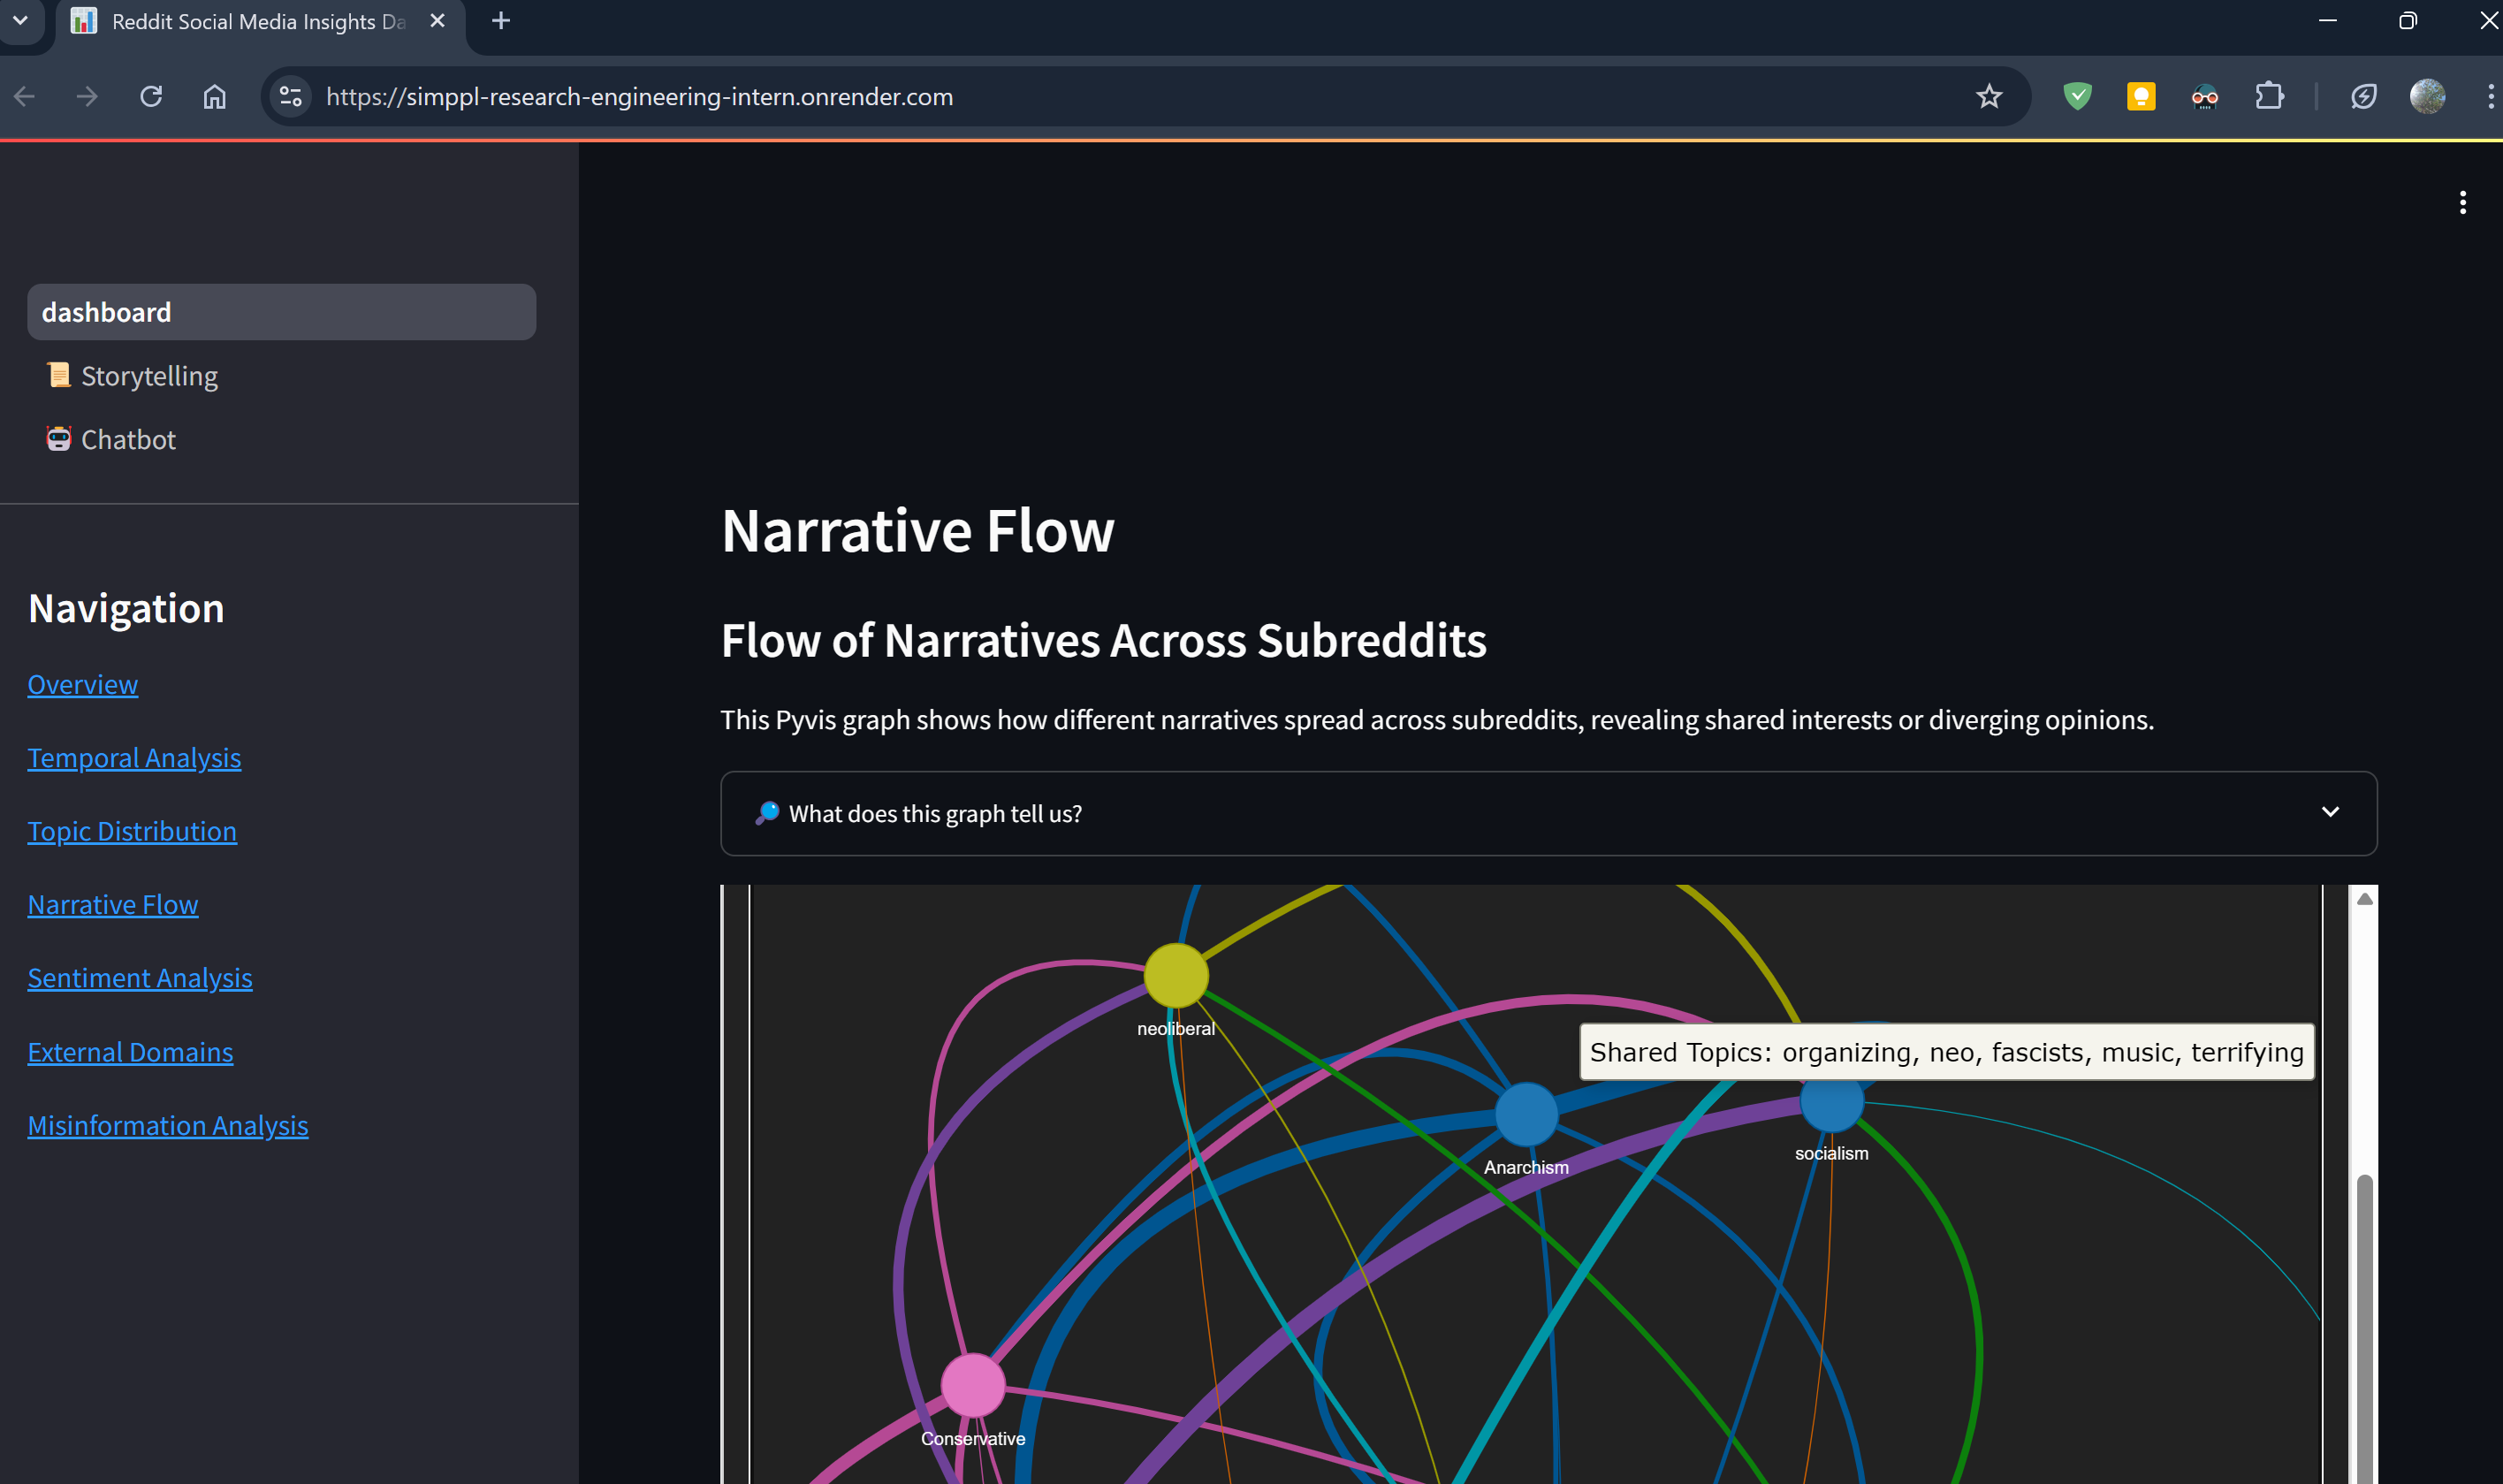 Reddit Social Media Insights Da
https://simppl-research-engineering-intern.onrender.com
dashboard
Storytelling
Chatbot
Navigation
Overview
Temporal Analysis
Topic Distribution
Narrative Flow
Sentiment Analysis
External Domains
Misinformation Analysis
Narrative Flow
Flow of Narratives Across Subreddits
This Pyvis graph shows how different narratives spread across subreddits, revealing shared interests or diverging opinions.
What does this graph tell us?
neoliberal
Shared Topics: organizing, neo, fascists, music, terrifying
Anarchism
socialism
Conservative